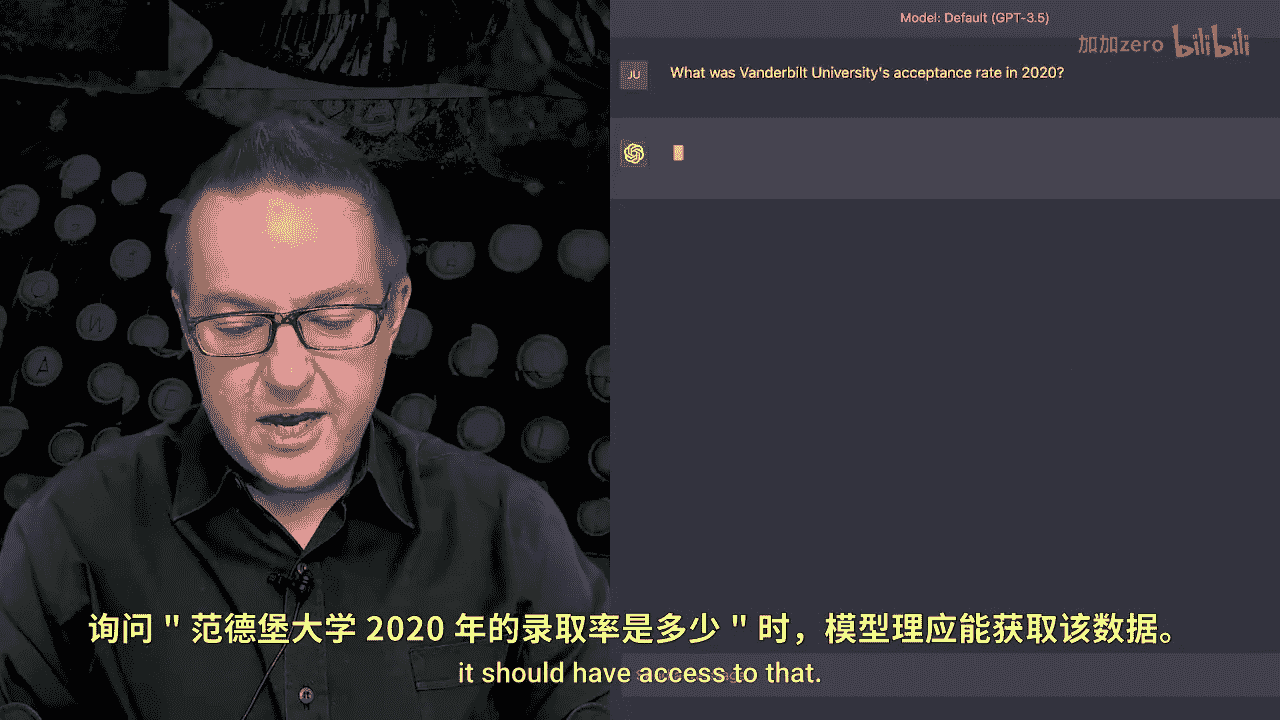 Model: Default (GPT-3.5)
加加zero bilibili
JU What was Vanderbilt University's acceptance rate in 2020?
询问 " 范德堡大学 2020 年的录取率是多少 " 时，模型理应能获取该数据。
it should have access to that.